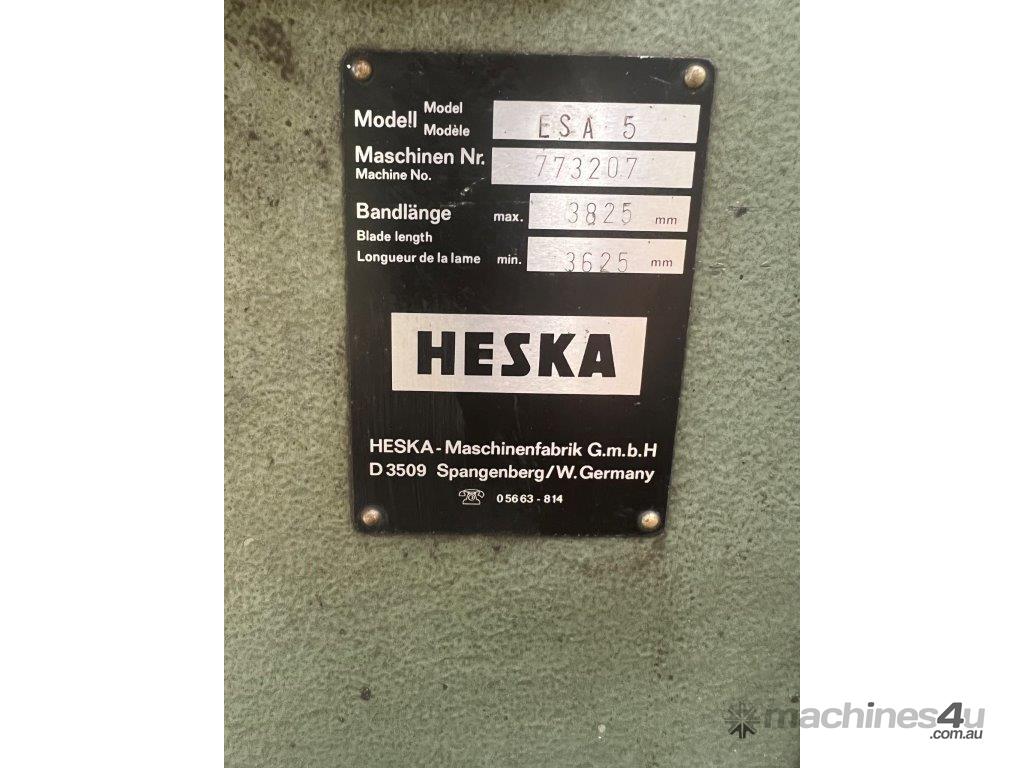 Modell Model Modèle ESA 5
Maschinen Nr. 773207
Machine No.
Bandlänge max. 3825 mm
Blade length
Longueur de la lame min. 3625 mm
HESKA
HESKA-Maschinenfabrik G.m.b.H
D 3509 Spangenberg/W. Germany
05663-814
machines4u
.com.au